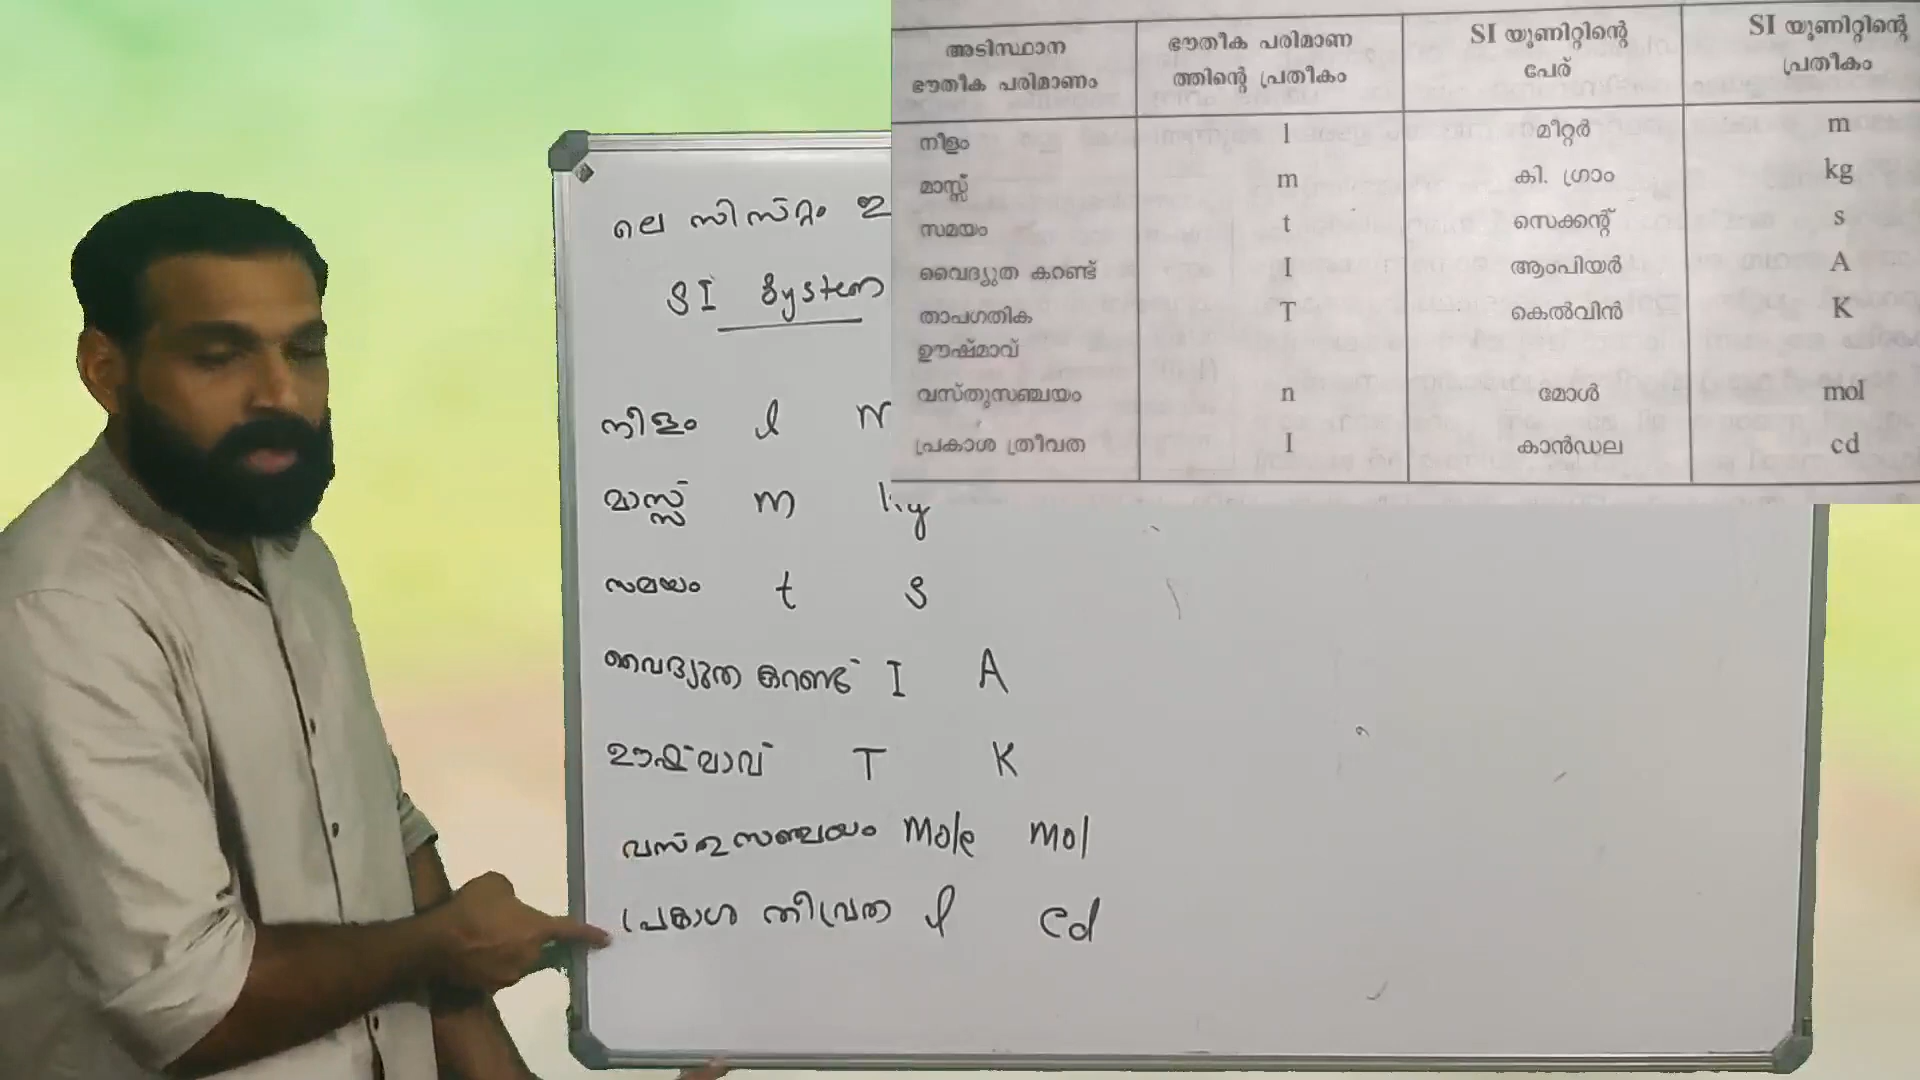 അടിസ്ഥാന ഭൗതീക പരിമാണം
ഭൗതീക പരിമാണ ത്തിന്റെ പ്രതീകം
SI യൂണിറ്റിന്റെ പേര്
SI യൂണിറ്റിന്റെ പ്രതീകം
നീളം l മീറ്റർ m
മാസ്സ് m കി. ഗ്രാം kg
സമയം t സെക്കന്റ് s
വൈദ്യുത കറണ്ട് I ആംപിയർ A
താപഗതിക T കെൽവിൻ K
ഊഷ്മാവ്
വസ്തുസഞ്ചയം n മോൾ mol
പ്രകാശ ത്രീവത I കാൻഡല cd
ലെ സിസ്റ്റം ഇ
SI System
നീളം l m
മാസ്സ് m kg
സമയം t s
വൈദ്യുത കറണ്ട് I A
ഊഷ്മാവ് T K
വസ്തുസഞ്ചയം Mole mol
പ്രകാശ തീവ്രത l Cd